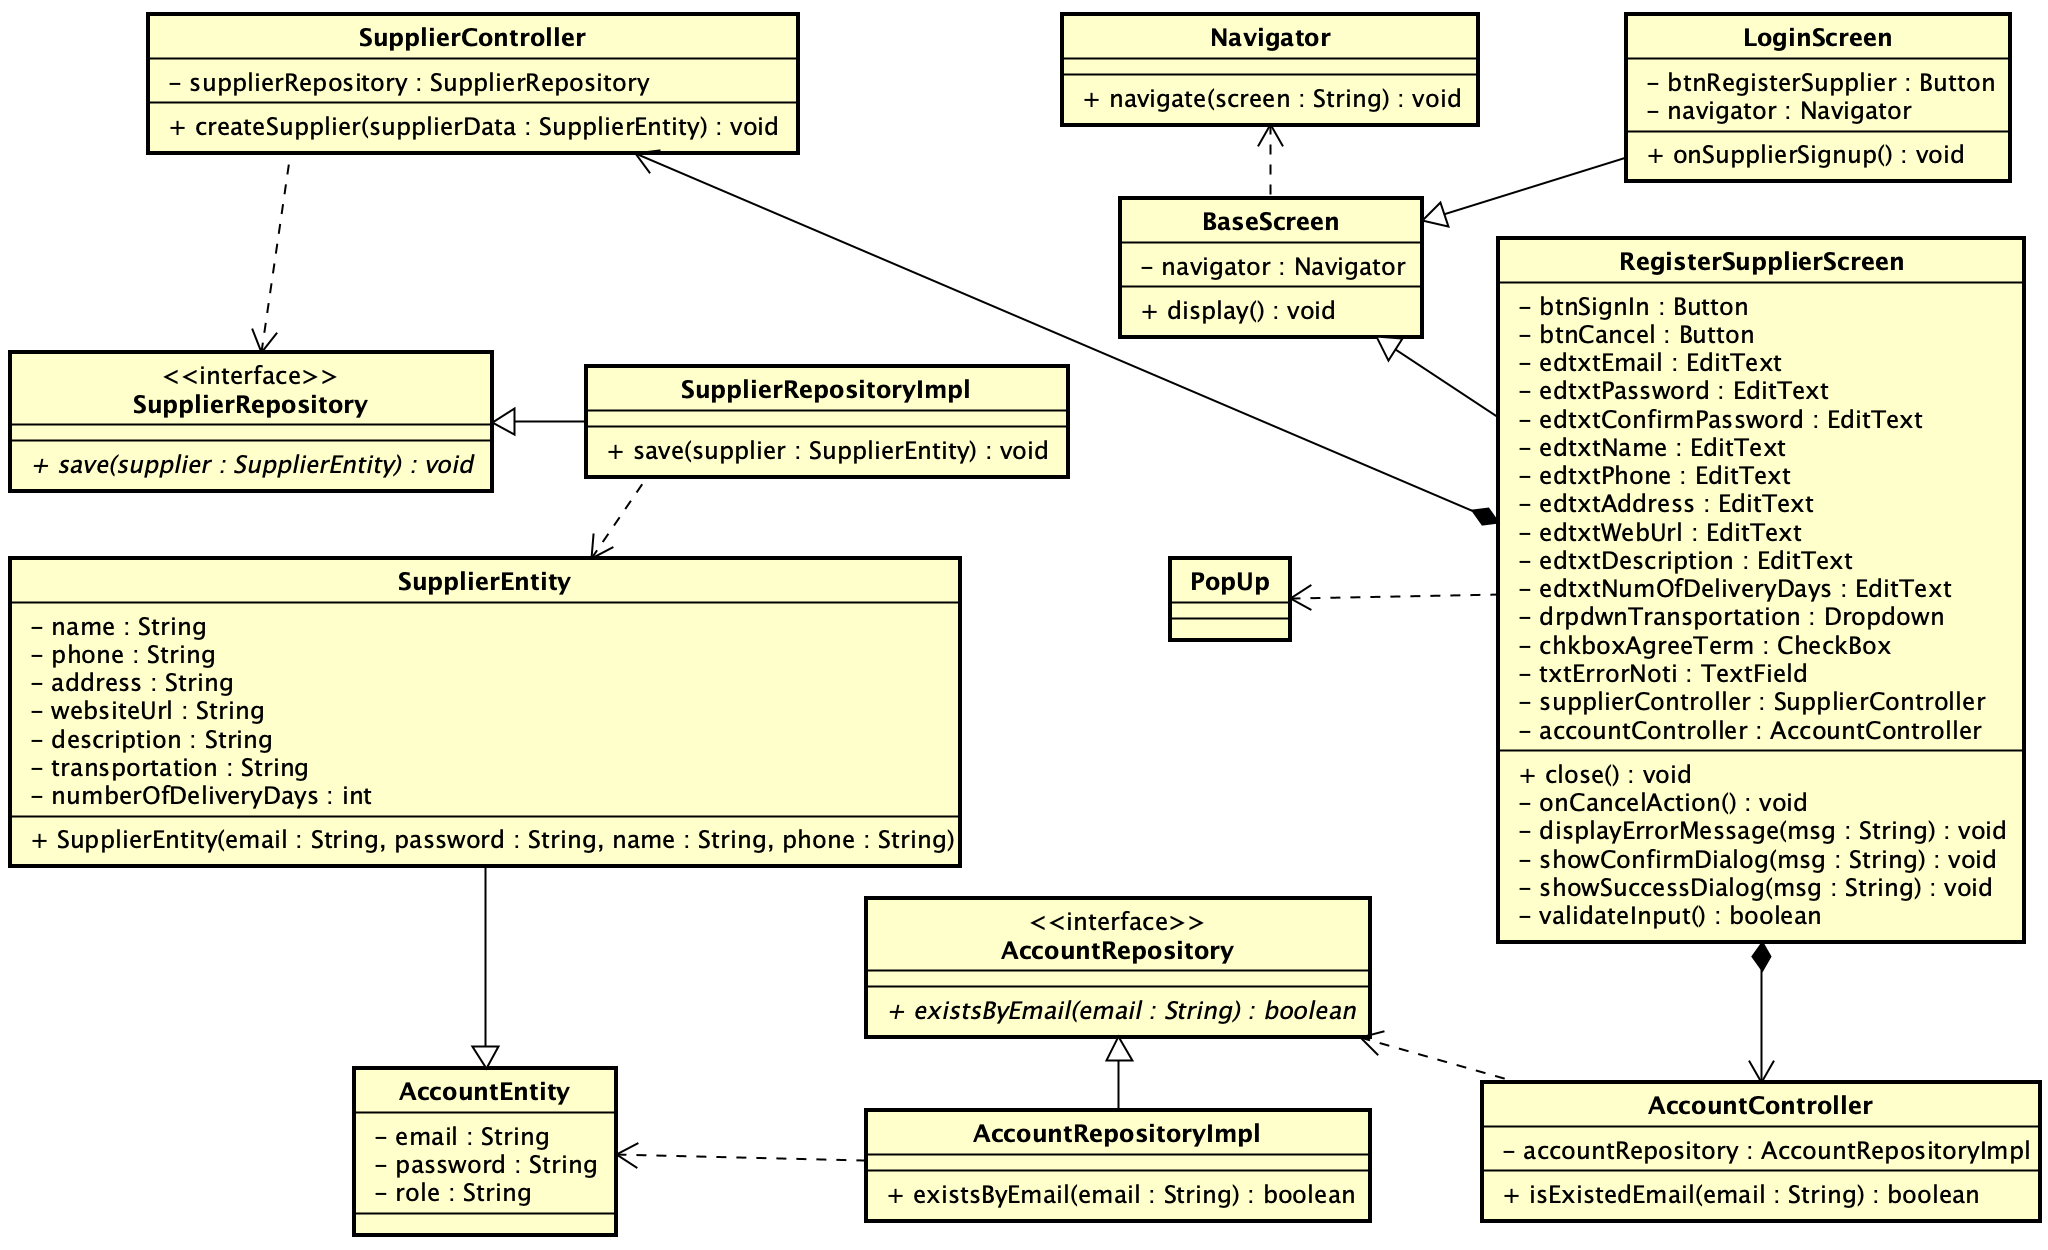 SupplierController
– supplierRepository : SupplierRepository
+ createSupplier(supplierData : SupplierEntity) : void
Navigator
+ navigate(screen : String) : void
LoginScreen
– btnRegisterSupplier : Button
– navigator : Navigator
+ onSupplierSignup() : void
BaseScreen
– navigator : Navigator
+ display() : void
RegisterSupplierScreen
– btnSignIn : Button
– btnCancel : Button
– edtxtEmail : EditText
– edtxtPassword : EditText
– edtxtConfirmPassword : EditText
– edtxtName : EditText
– edtxtPhone : EditText
– edtxtAddress : EditText
– edtxtWebUrl : EditText
– edtxtDescription : EditText
– edtxtNumOfDeliveryDays : EditText
– drpdwnTransportation : Dropdown
– chkboxAgreeTerm : CheckBox
– txtErrorNoti : TextField
– supplierController : SupplierController
– accountController : AccountController
+ close() : void
– onCancelAction() : void
– displayErrorMessage(msg : String) : void
– showConfirmDialog(msg : String) : void
– showSuccessDialog(msg : String) : void
– validateInput() : boolean
<<interface>>
SupplierRepository
+ save(supplier : SupplierEntity) : void
SupplierRepositoryImpl
+ save(supplier : SupplierEntity) : void
SupplierEntity
– name : String
– phone : String
– address : String
– websiteUrl : String
– description : String
– transportation : String
– numberOfDeliveryDays : int
+ SupplierEntity(email : String, password : String, name : String, phone : String)
PopUp
<<interface>>
AccountRepository
+ existsByEmail(email : String) : boolean
AccountEntity
– email : String
– password : String
– role : String
AccountRepositoryImpl
+ existsByEmail(email : String) : boolean
AccountController
– accountRepository : AccountRepositoryImpl
+ isExistedEmail(email : String) : boolean